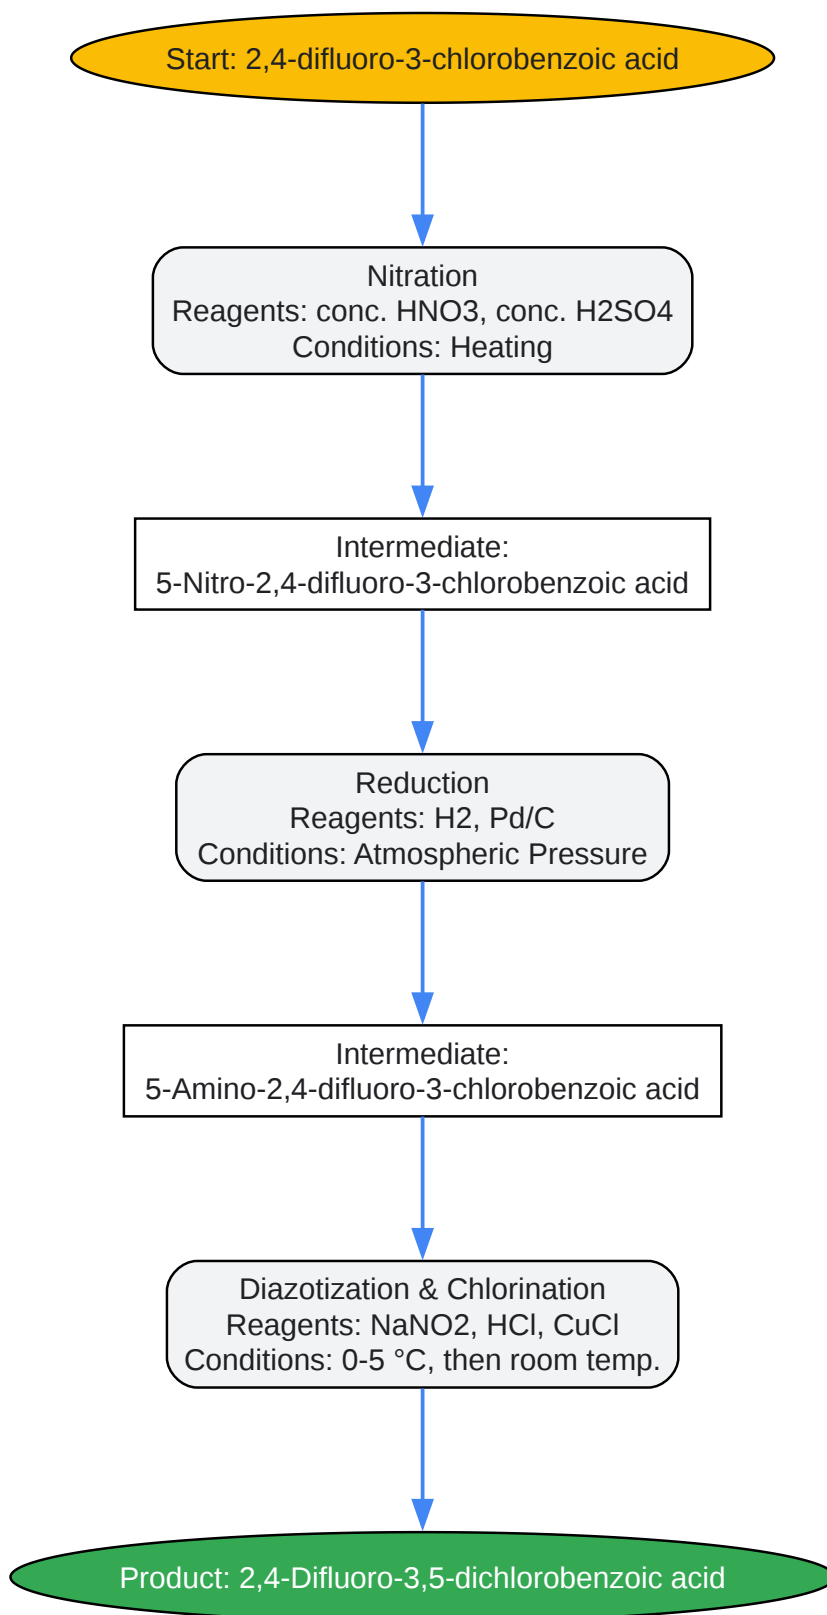 Start: 2,4-difluoro-3-chlorobenzoic acid
Nitration
Reagents: conc. HNO3, conc. H2SO4
Conditions: Heating
Intermediate:
5-Nitro-2,4-difluoro-3-chlorobenzoic acid
Reduction
Reagents: H2, Pd/C
Conditions: Atmospheric Pressure
Intermediate:
5-Amino-2,4-difluoro-3-chlorobenzoic acid
Diazotization & Chlorination
Reagents: NaNO2, HCl, CuCl
Conditions: 0-5 °C, then room temp.
Product: 2,4-Difluoro-3,5-dichlorobenzoic acid